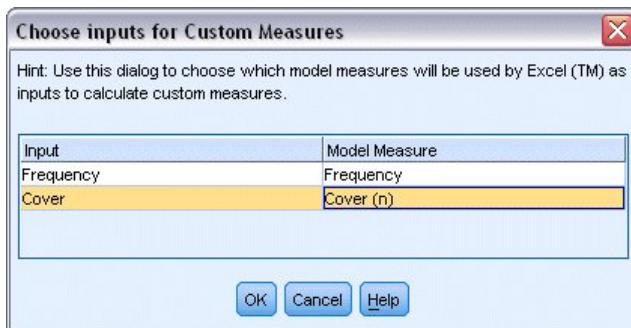 Choose inputs for Custom Measures
Hint: Use this dialog to choose which model measures will be used by Excel (TM) as
inputs to calculate custom measures.
Input Model Measure
Frequency Frequency
Cover Cover (n)
OK Cancel Help